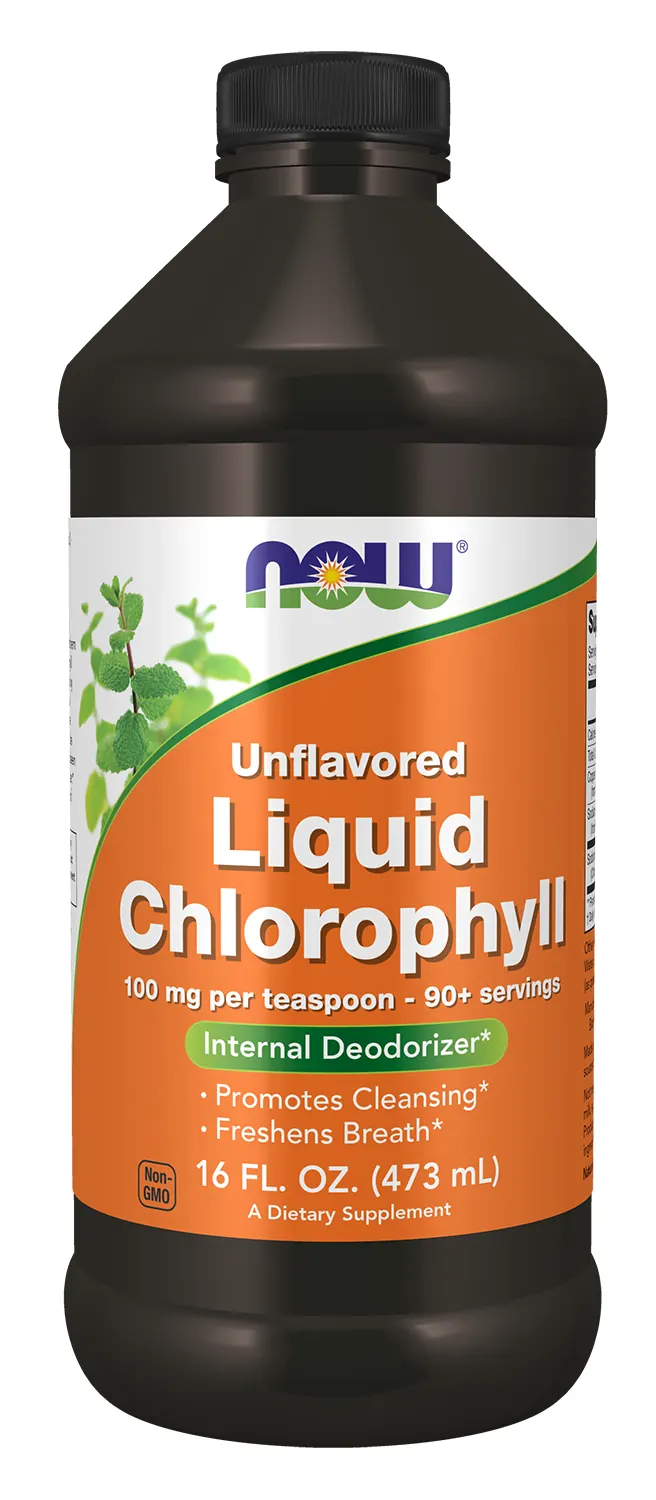 NOW®
Unflavored
Liquid
Chlorophyll
100 mg per teaspoon - 90+ servings
Internal Deodorizer*
• Promotes Cleansing*
• Freshens Breath*
Non-
GMO
16 FL. OZ. (473 mL)
A Dietary Supplement